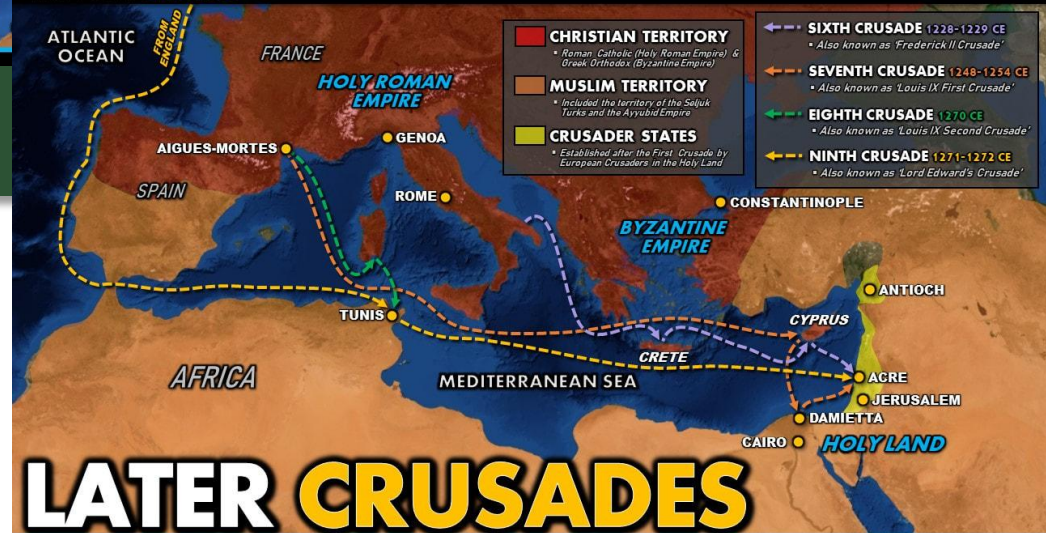 ATLANTIC
OCEAN
FROM
ENGLAND
FRANCE
HOLY ROMAN
EMPIRE
CHRISTIAN TERRITORY
▪ Roman Catholic (Holy Roman Empire) &
Greek Orthodox (Byzantine Empire)
MUSLIM TERRITORY
▪ Included the territory of the Seljuk
Turks and the Ayyubid Empire
CRUSADER STATES
▪ Established after the First Crusade by
European Crusaders in the Holy Land
SIXTH CRUSADE 1228-1229 CE
▪ Also known as 'Frederick II Crusade'
SEVENTH CRUSADE 1248-1254 CE
▪ Also known as 'Louis IX First Crusade'
EIGHTH CRUSADE 1270 CE
▪ Also known as 'Louis IX Second Crusade'
NINTH CRUSADE 1271-1272 CE
▪ Also known as 'Lord Edward's Crusade'
AIGUES-MORTES
GENOA
SPAIN
ROME
CONSTANTINOPLE
BYZANTINE
EMPIRE
ANTIOCH
TUNIS
CYPRUS
CRETE
AFRICA
MEDITERRANEAN SEA
ACRE
JERUSALEM
DAMIETTA
CAIRO
HOLY LAND
LATER CRUSADES